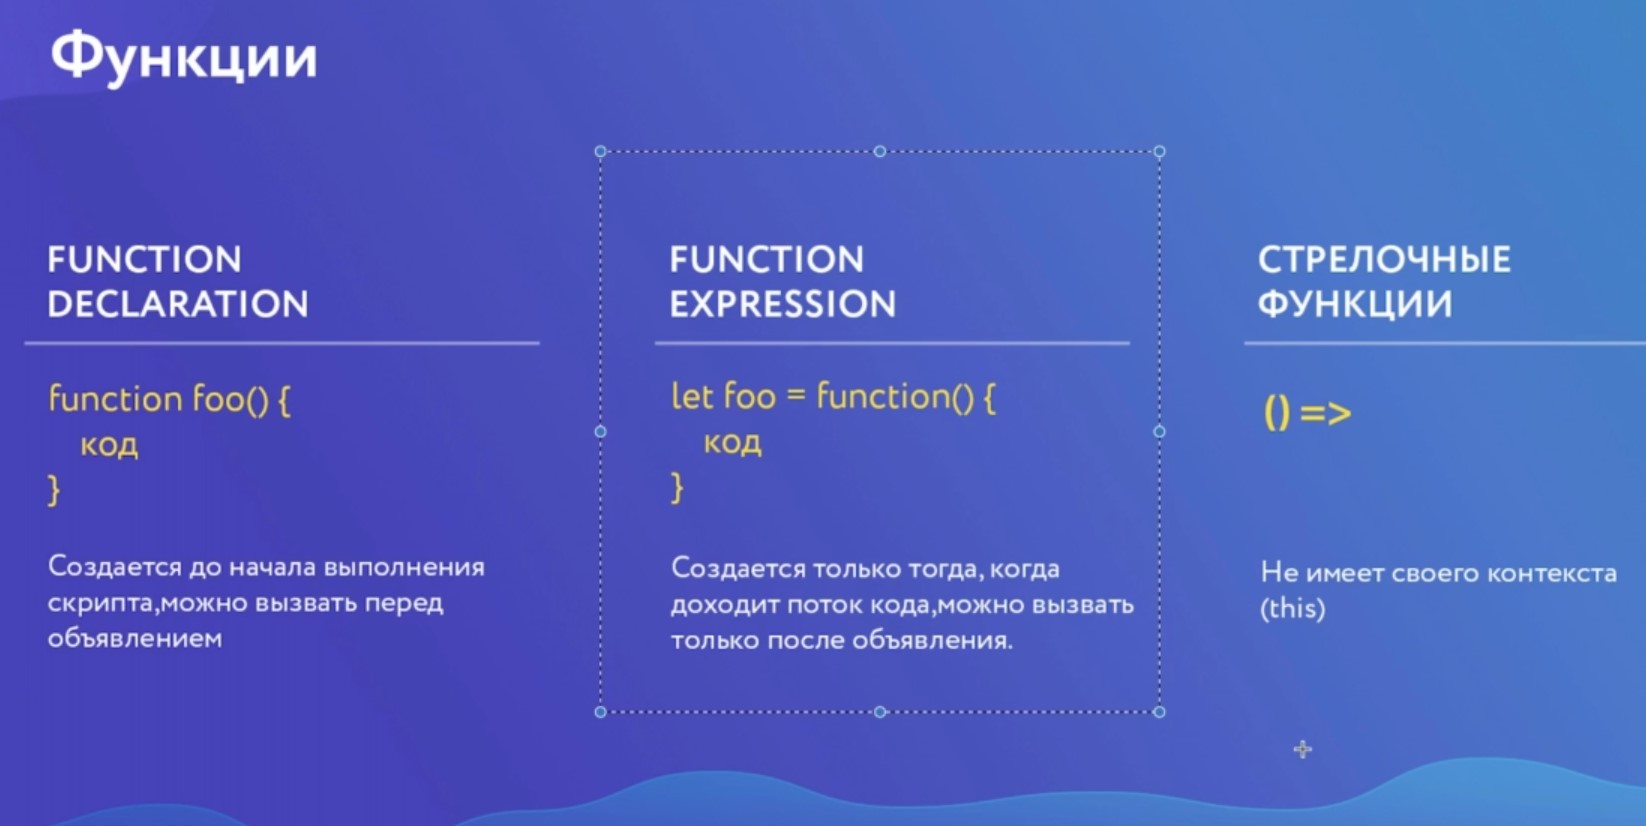 Функции
FUNCTION
DECLARATION
function foo() {
код
}
Создается до начала выполнения
скрипта,можно вызвать перед
объявлением
FUNCTION
EXPRESSION
let foo = function() {
код
}
Создается только тогда, когда
доходит поток кода,можно вызвать
только после объявления.
СТРЕЛОЧНЫЕ
ФУНКЦИИ
() =>
Не имеет своего контекста
(this)